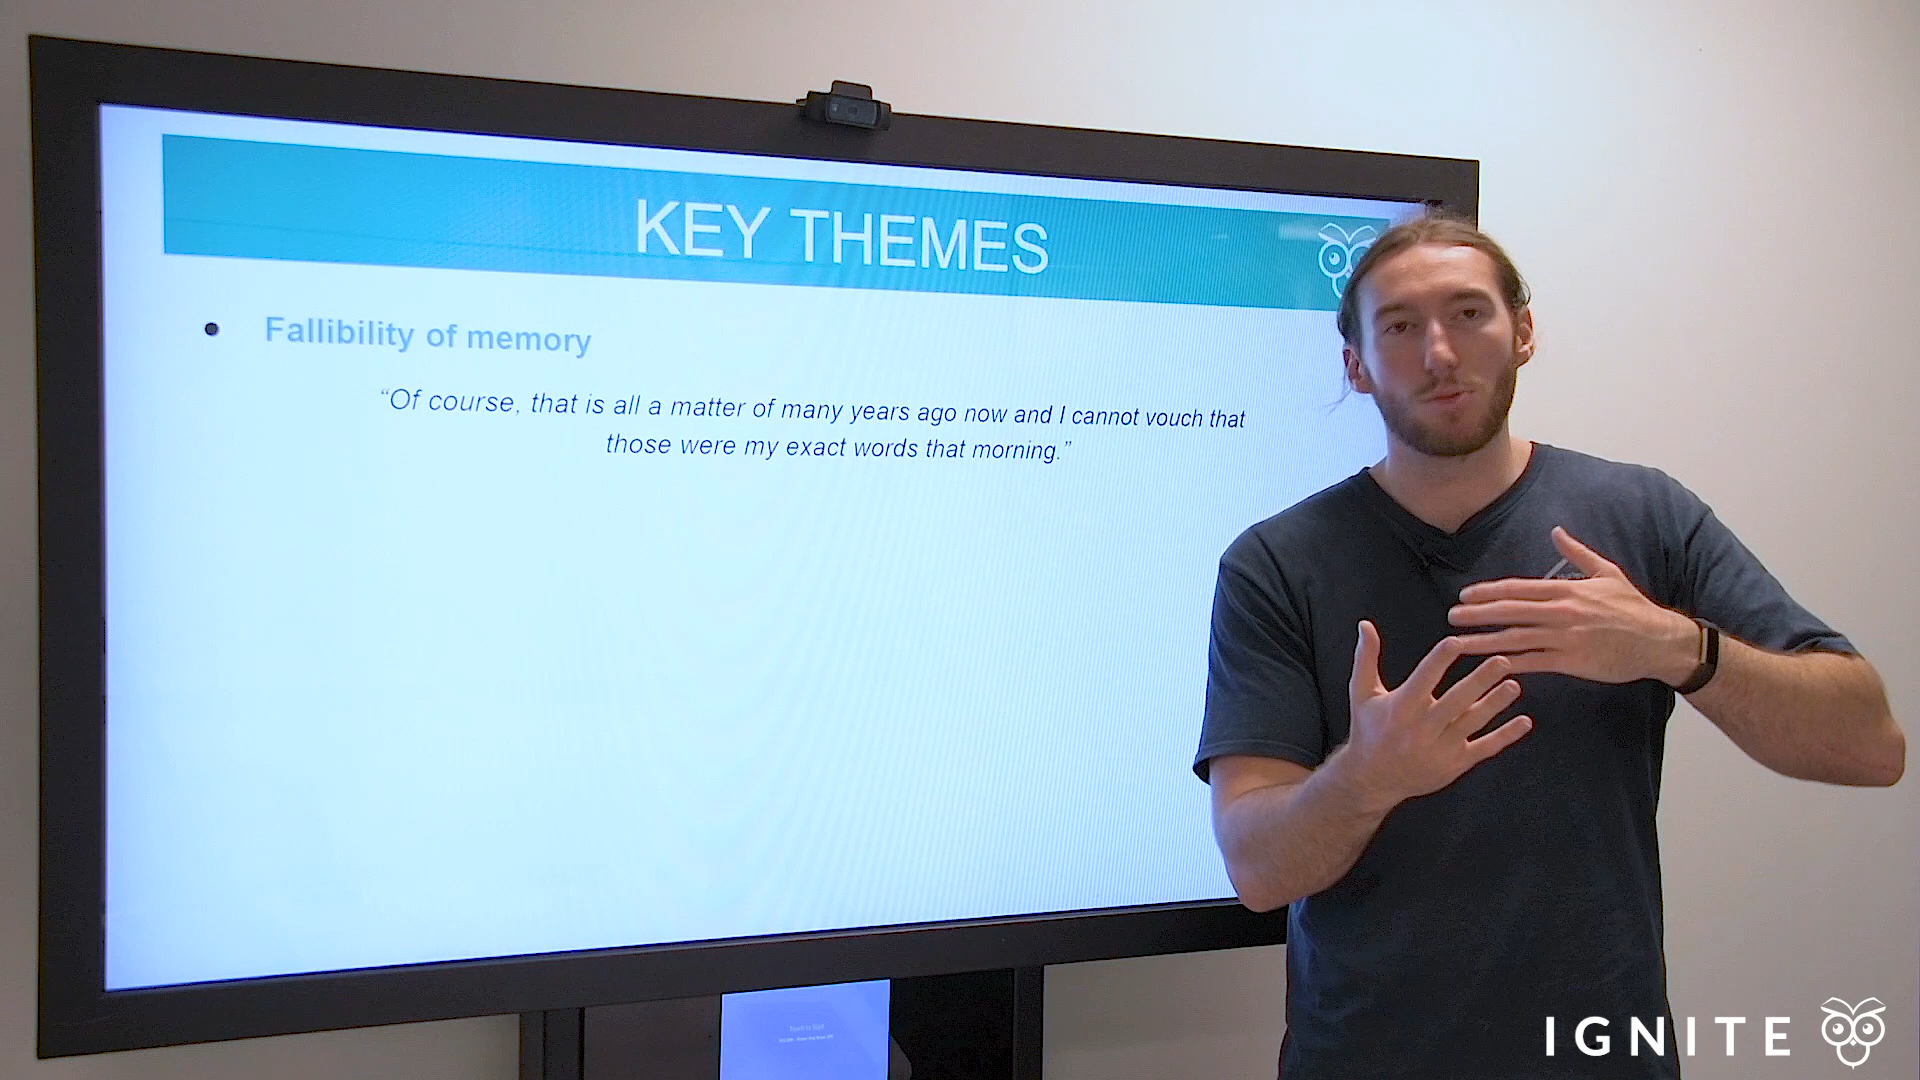 KEY THEMES
Fallibility of memory
“Of course, that is all a matter of many years ago now and I cannot vouch that
those were my exact words that morning.”
IGNITE